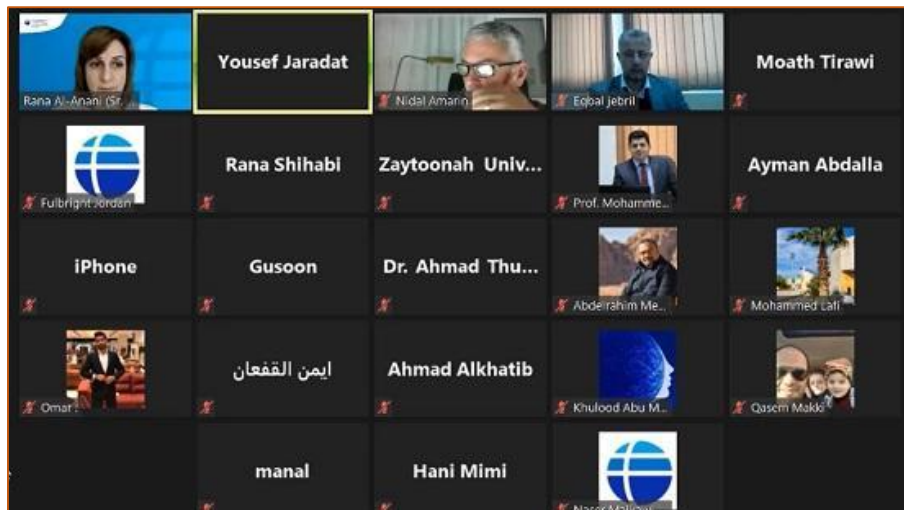 Rana Al-Anani (Sr.
Yousef Jaradat
Nidal Amarin
Eqbal jebril
Moath Tirawi
Fulbright Jordan
Rana Shihabi
Zaytoonah Univ...
Prof. Mohamme...
Ayman Abdalla
iPhone
Gusoon
Dr. Ahmad Thu...
Abdelrahim Me...
Mohammed Lafi
Omar
ايمن القفعان
Ahmad Alkhatib
Khulood Abu M...
Qasem Makki
manal
Hani Mimi